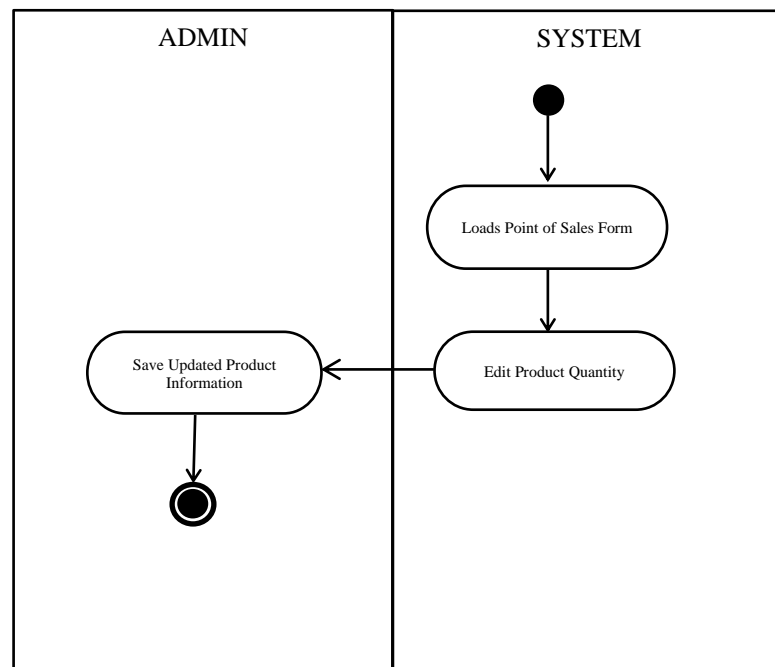 ADMIN
SYSTEM
Loads Point of Sales Form
Save Updated Product
Information
Edit Product Quantity